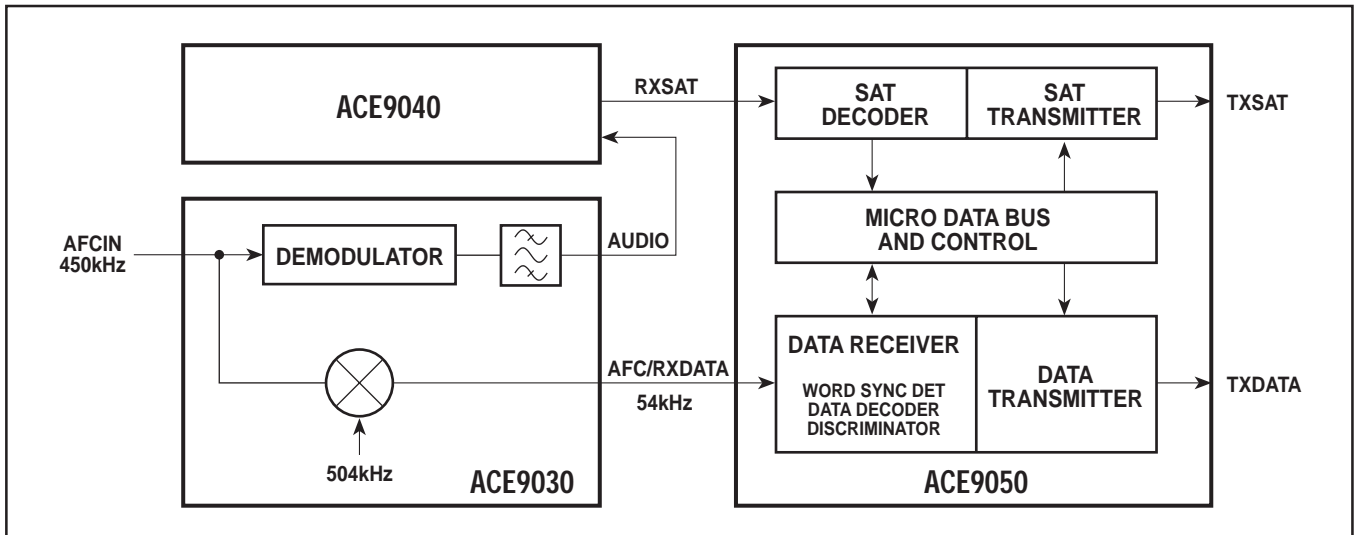 ACE9040
RXSAT
SAT
DECODER
SAT
TRANSMITTER
TXSAT
MICRO DATA BUS
AND CONTROL
AFCIN
450kHz
DEMODULATOR
AUDIO
AFC/RXDATA
54kHz
504kHz
ACE9030
DATA RECEIVER
WORD SYNC DET
DATA DECODER
DISCRIMINATOR
DATA
TRANSMITTER
TXDATA
ACE9050